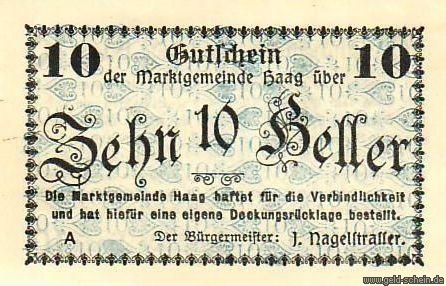 10 Gutschein 10
der Marktgemeinde Haag über
Zehn 10 Heller
Die Marktgemeinde Haag haftet für die Verbindlichkeit
und hat hiefür eine eigene Deckungsrücklage bestellt.
A Der Bürgermeister: J. Nagelstraßer.
www.geld-schein.de